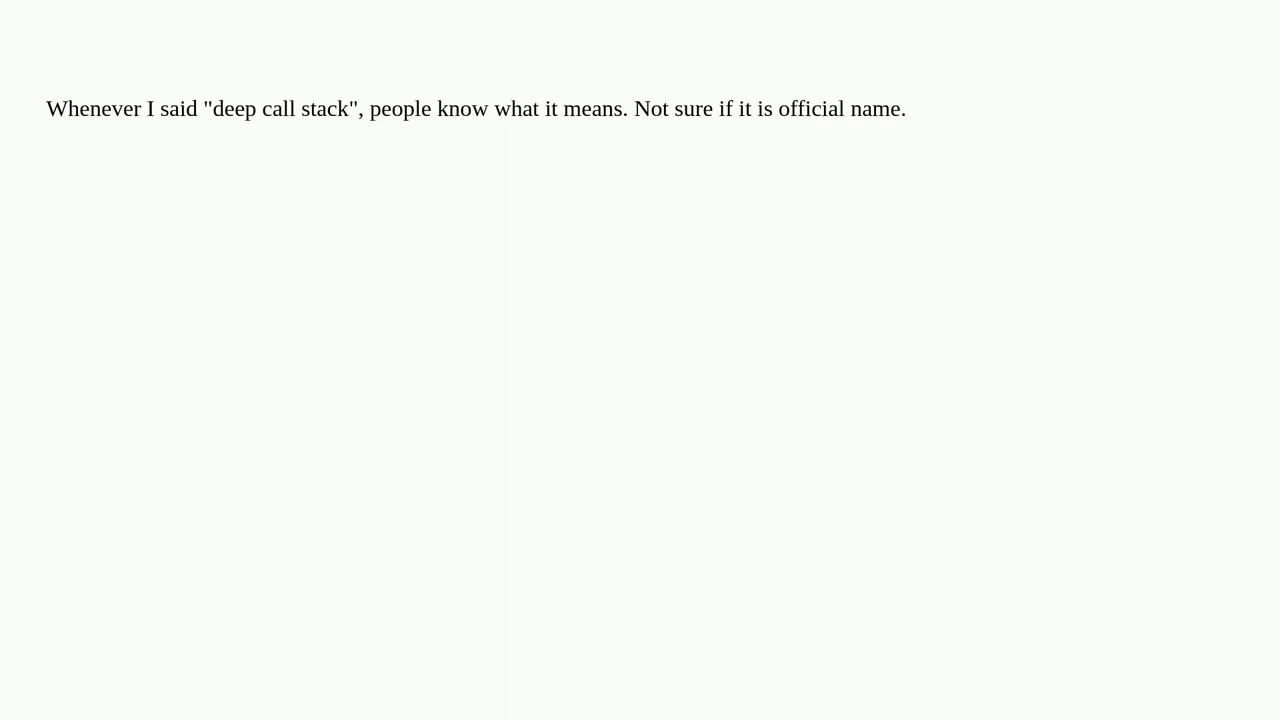 Whenever I said "deep call stack", people know what it means. Not sure if it is official name.